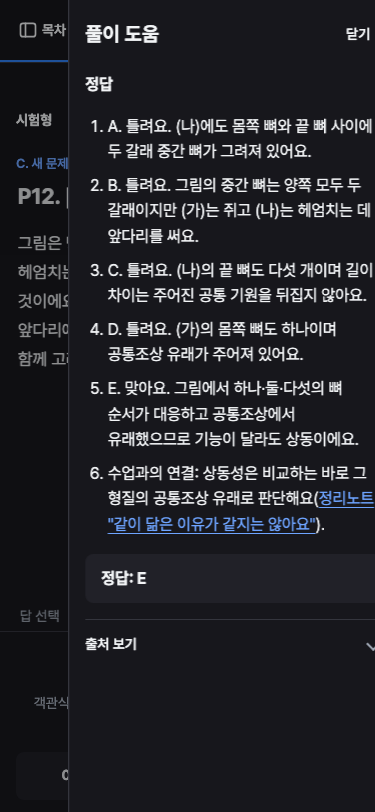 목차
풀이 도움
닫기
정답
시험형
C. 새 문제
P12.
그림은
헤엄치는
것이에요
앞다리에
함께 고려
1. A. 틀려요. (나)에도 몸쪽 뼈와 끝 뼈 사이에
두 갈래 중간 뼈가 그려져 있어요.
2. B. 틀려요. 그림의 중간 뼈는 양쪽 모두 두
갈래이지만 (가)는 쥐고 (나)는 헤엄치는 데
앞다리를 써요.
3. C. 틀려요. (나)의 끝 뼈도 다섯 개이며 길이
차이는 주어진 공통 기원을 뒤집지 않아요.
4. D. 틀려요. (가)의 몸쪽 뼈도 하나이며
공통조상 유래가 주어져 있어요.
5. E. 맞아요. 그림에서 하나·둘·다섯의 뼈
순서가 대응하고 공통조상에서
유래했으므로 기능이 달라도 상동이에요.
6. 수업과의 연결: 상동성은 비교하는 바로 그
형질의 공통조상 유래로 판단해요(정리노트
"같이 닮은 이유가 같지는 않아요").
정답: E
답 선택
출처 보기
객관식